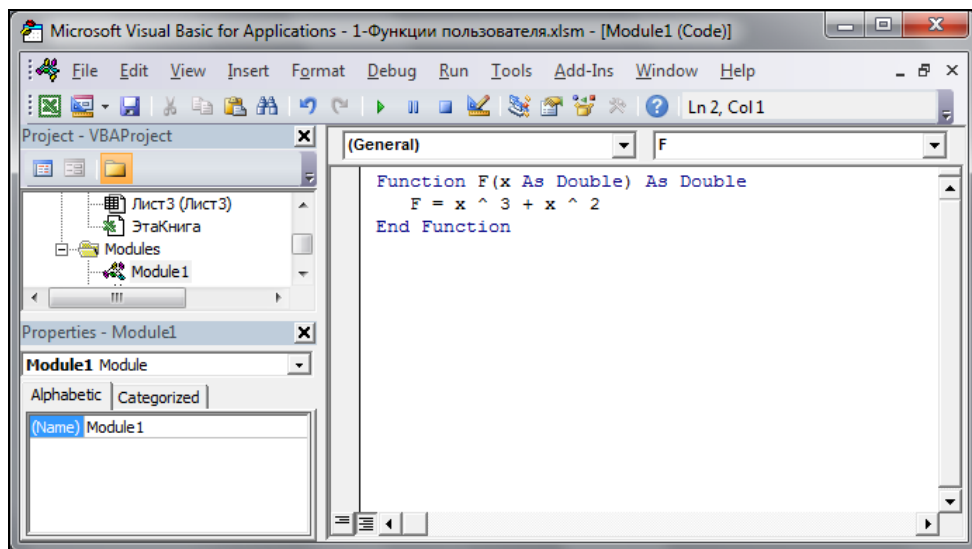 Microsoft Visual Basic for Applications - 1-Функции пользователя.xlsm - [Module1 (Code)]
File Edit View Insert Format Debug Run Tools Add-Ins Window Help
Ln 2, Col 1
Project - VBAProject
Лист3 (Лист3)
ЭтаКнига
Modules
Module1
Properties - Module1
Module1 Module
Alphabetic Categorized
(Name) Module1
(General) F
Function F(x As Double) As Double
F = x ^ 3 + x ^ 2
End Function